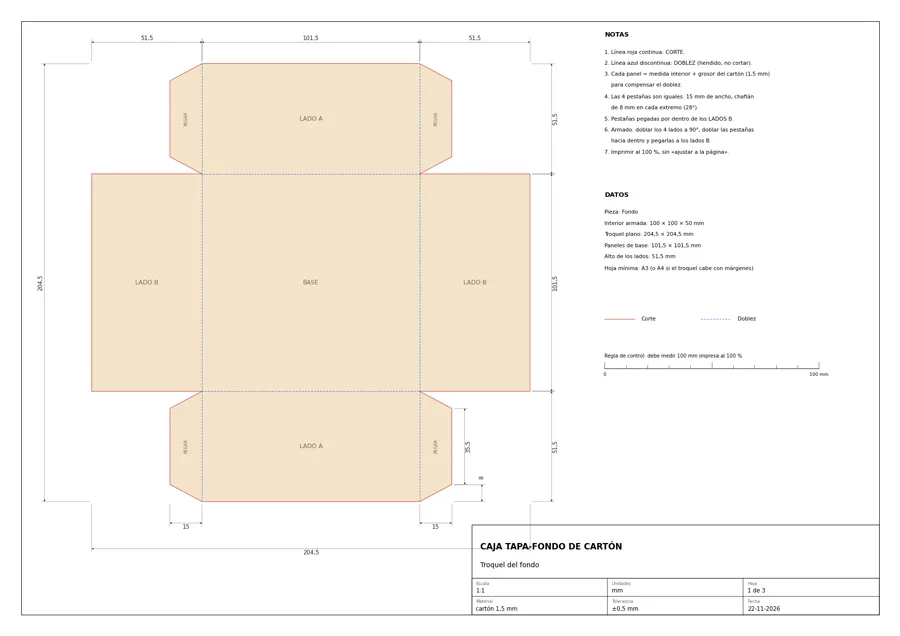 51,5
101,5
51,5
PEGAR
LADO A
PEGAR
51,5
204,5
LADO B
BASE
LADO B
101,5
PEGAR
LADO A
PEGAR
35,5
51,5
8
15
15
204,5
NOTAS
1. Línea roja continua: CORTE.
2. Línea azul discontinua: DOBLEZ (hendido, no cortar).
3. Cada panel = medida interior + grosor del cartón (1,5 mm)
para compensar el doblez.
4. Las 4 pestañas son iguales: 15 mm de ancho, chaflán
de 8 mm en cada extremo (28°).
5. Pestañas pegadas por dentro de los LADOS B.
6. Armado: doblar los 4 lados a 90°, doblar las pestañas
hacia dentro y pegarlas a los lados B.
7. Imprimir al 100 %, sin «ajustar a la página».
DATOS
Pieza: Fondo
Interior armada: 100 × 100 × 50 mm
Troquel plano: 204,5 × 204,5 mm
Paneles de base: 101,5 × 101,5 mm
Alto de los lados: 51,5 mm
Hoja mínima: A3 (o A4 si el troquel cabe con márgenes)
Corte
Doblez
Regla de control: debe medir 100 mm impresa al 100 %
0
100 mm
CAJA TAPA-FONDO DE CARTÓN
Troquel del fondo
Escala
1:1
Unidades
mm
Hoja
1 de 3
Material
cartón 1,5 mm
Tolerancia
±0.5 mm
Fecha
22-11-2026